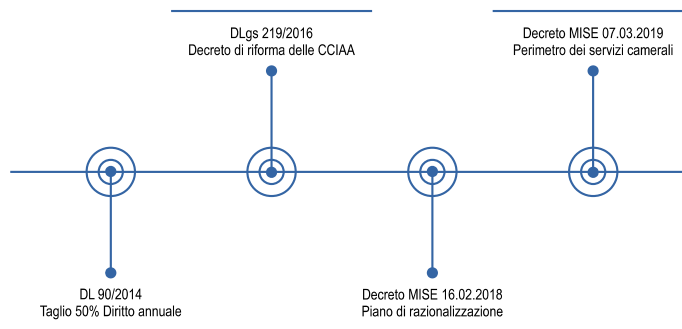 DLgs 219/2016
Decreto di riforma delle CCIAA
Decreto MISE 07.03.2019
Perimetro dei servizi camerali
DL 90/2014
Taglio 50% Diritto annuale
Decreto MISE 16.02.2018
Piano di razionalizzazione